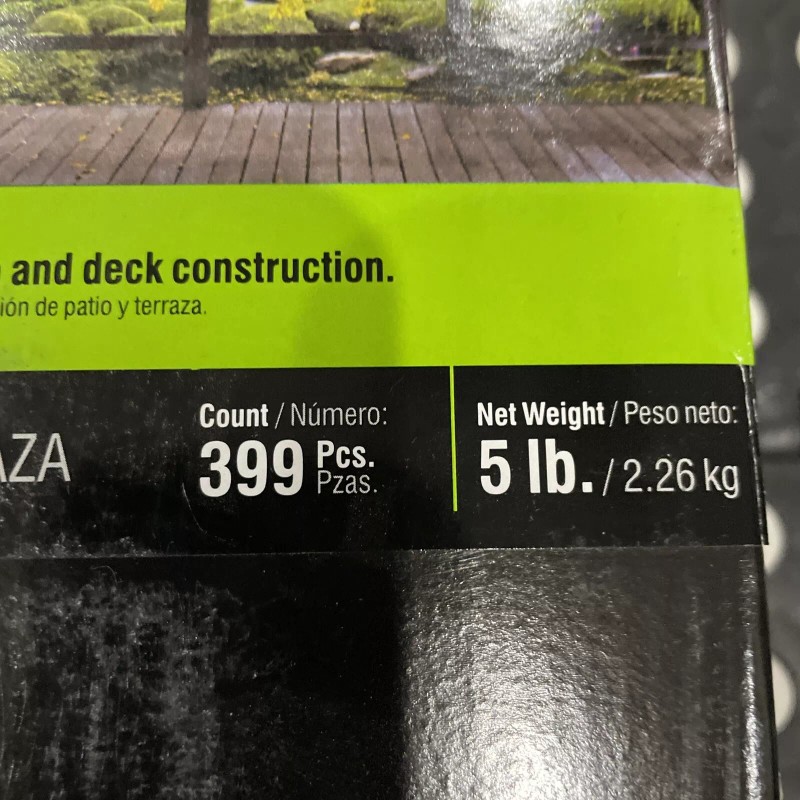 and deck construction.
ión de patio y terraza.
AZA
Count / Número:
399 Pcs.
Pzas.
Net Weight / Peso neto:
5 lb. / 2.26 kg